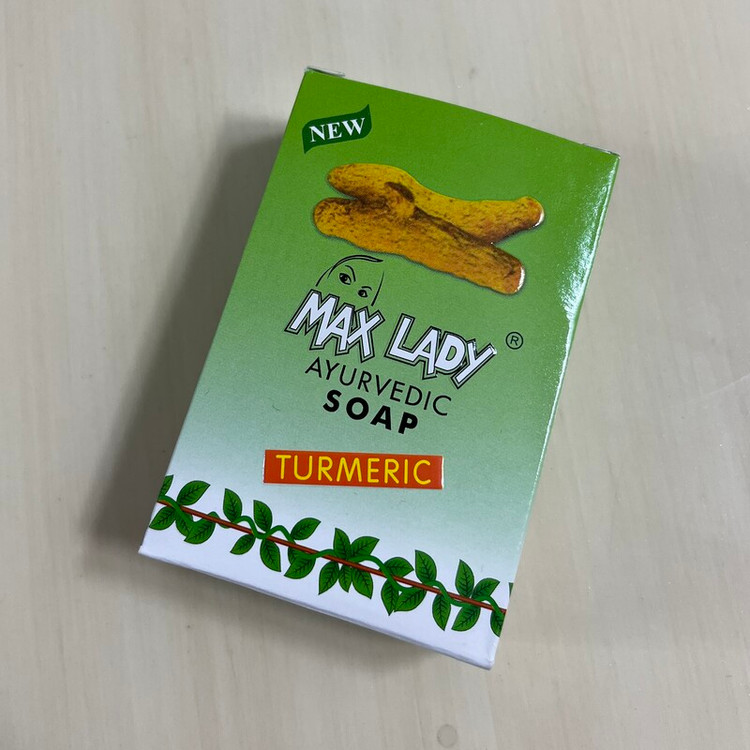 NEW
MAX LADY ®
AYURVEDIC
SOAP
TURMERIC